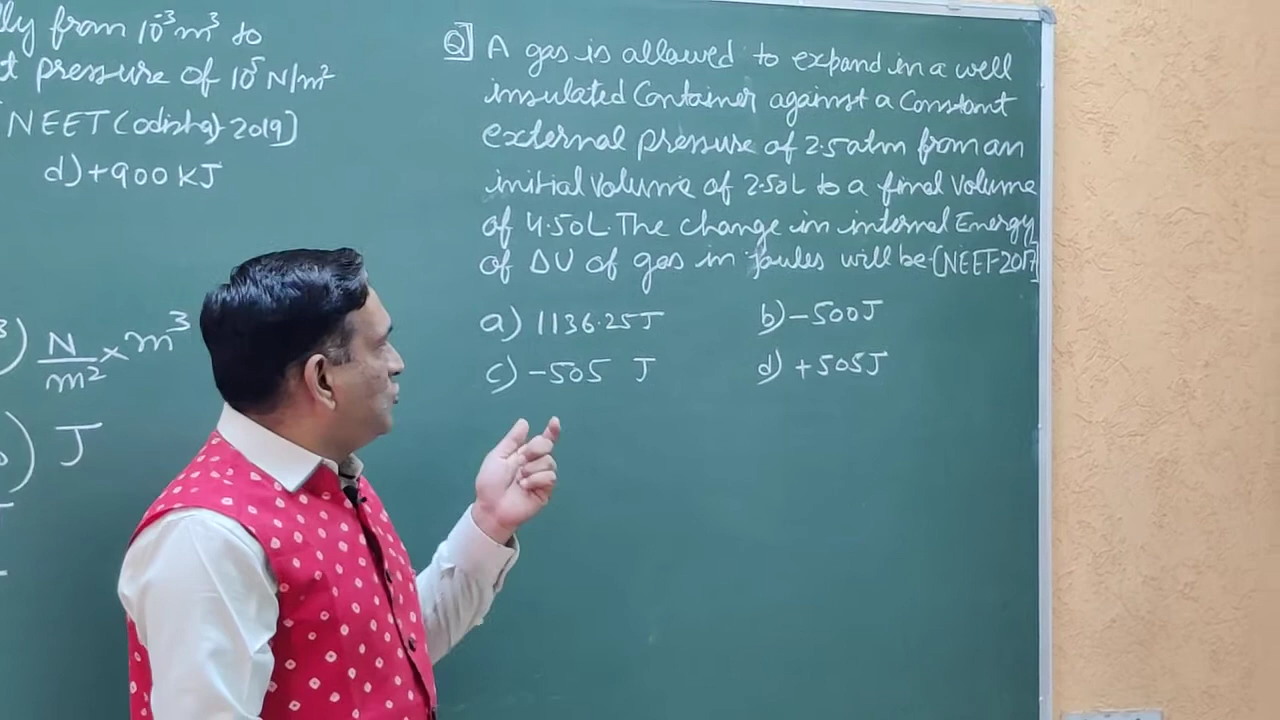 lly from 10⁻³m³ to
t pressure of 10⁵ N/m²
[NEET(odisha)-2019]
d)+900 KJ
) N/m² × m³
) J
Q] A gas is allowed to expand in a well
insulated Container against a Constant
external pressure of 2.5 atm from an
initial Volume of 2.50L to a final Volume
of 4.50L. The change in internal Energy
of ΔU of gas in Joules will be-[NEET-2017]
a) 1136.25J b) -500J
c) -505 J d) +505J